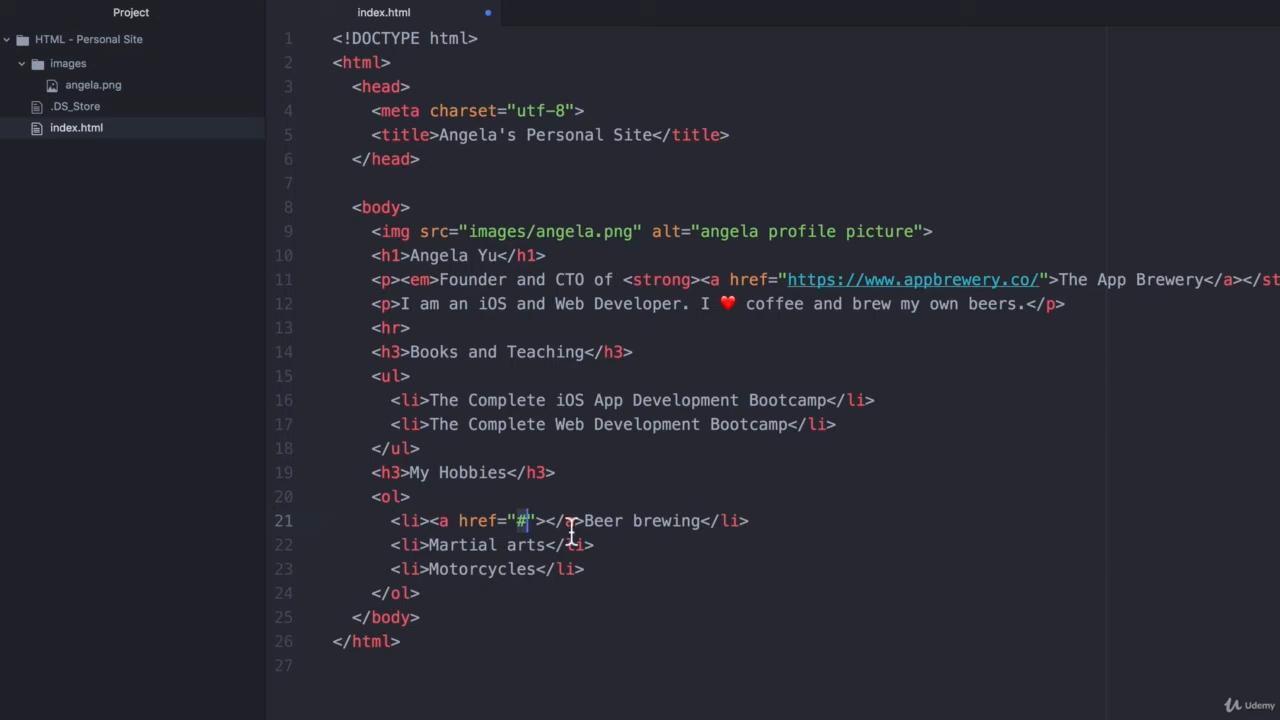 Project
index.html
HTML - Personal Site
images
angela.png
.DS_Store
index.html
1 <!DOCTYPE html>
2 <html>
3 <head>
4 <meta charset="utf-8">
5 <title>Angela's Personal Site</title>
6 </head>
7
8 <body>
9 <img src="images/angela.png" alt="angela profile picture">
10 <h1>Angela Yu</h1>
11 <p><em>Founder and CTO of <strong><a href="https://www.appbrewery.co/">The App Brewery</a></st
12 <p>I am an iOS and Web Developer. I ❤️ coffee and brew my own beers.</p>
13 <hr>
14 <h3>Books and Teaching</h3>
15 <ul>
16 <li>The Complete iOS App Development Bootcamp</li>
17 <li>The Complete Web Development Bootcamp</li>
18 </ul>
19 <h3>My Hobbies</h3>
20 <ol>
21 <li><a href="#"></a>Beer brewing</li>
22 <li>Martial arts</li>
23 <li>Motorcycles</li>
24 </ol>
25 </body>
26 </html>
27
Udemy